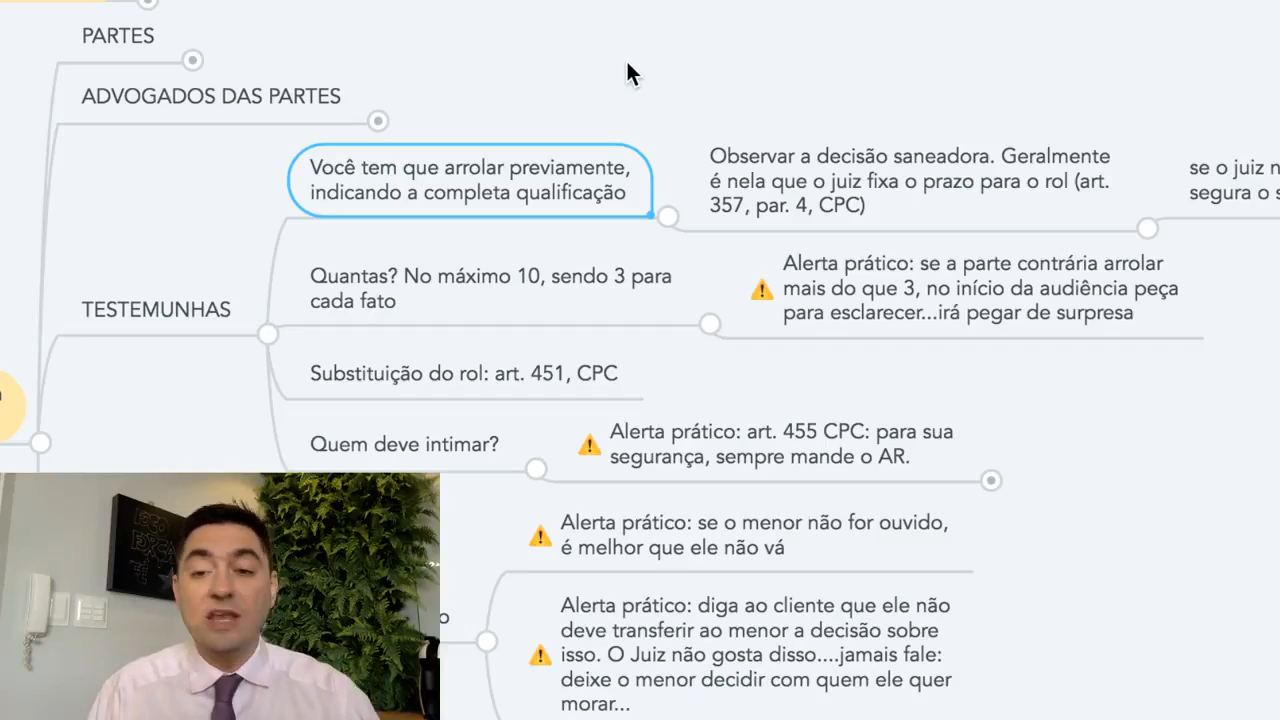 PARTES
ADVOGADOS DAS PARTES
Você tem que arrolar previamente,
indicando a completa qualificação
Observar a decisão saneadora. Geralmente
é nela que o juiz fixa o prazo para o rol (art.
357, par. 4, CPC)
se o juiz n
segura o s
Quantas? No máximo 10, sendo 3 para
cada fato
Alerta prático: se a parte contrária arrolar
mais do que 3, no início da audiência peça
para esclarecer...irá pegar de surpresa
TESTEMUNHAS
Substituição do rol: art. 451, CPC
Quem deve intimar?
Alerta prático: art. 455 CPC: para sua
segurança, sempre mande o AR.
Alerta prático: se o menor não for ouvido,
é melhor que ele não vá
Alerta prático: diga ao cliente que ele não
deve transferir ao menor a decisão sobre
isso. O Juiz não gosta disso....jamais fale:
deixe o menor decidir com quem ele quer
morar...